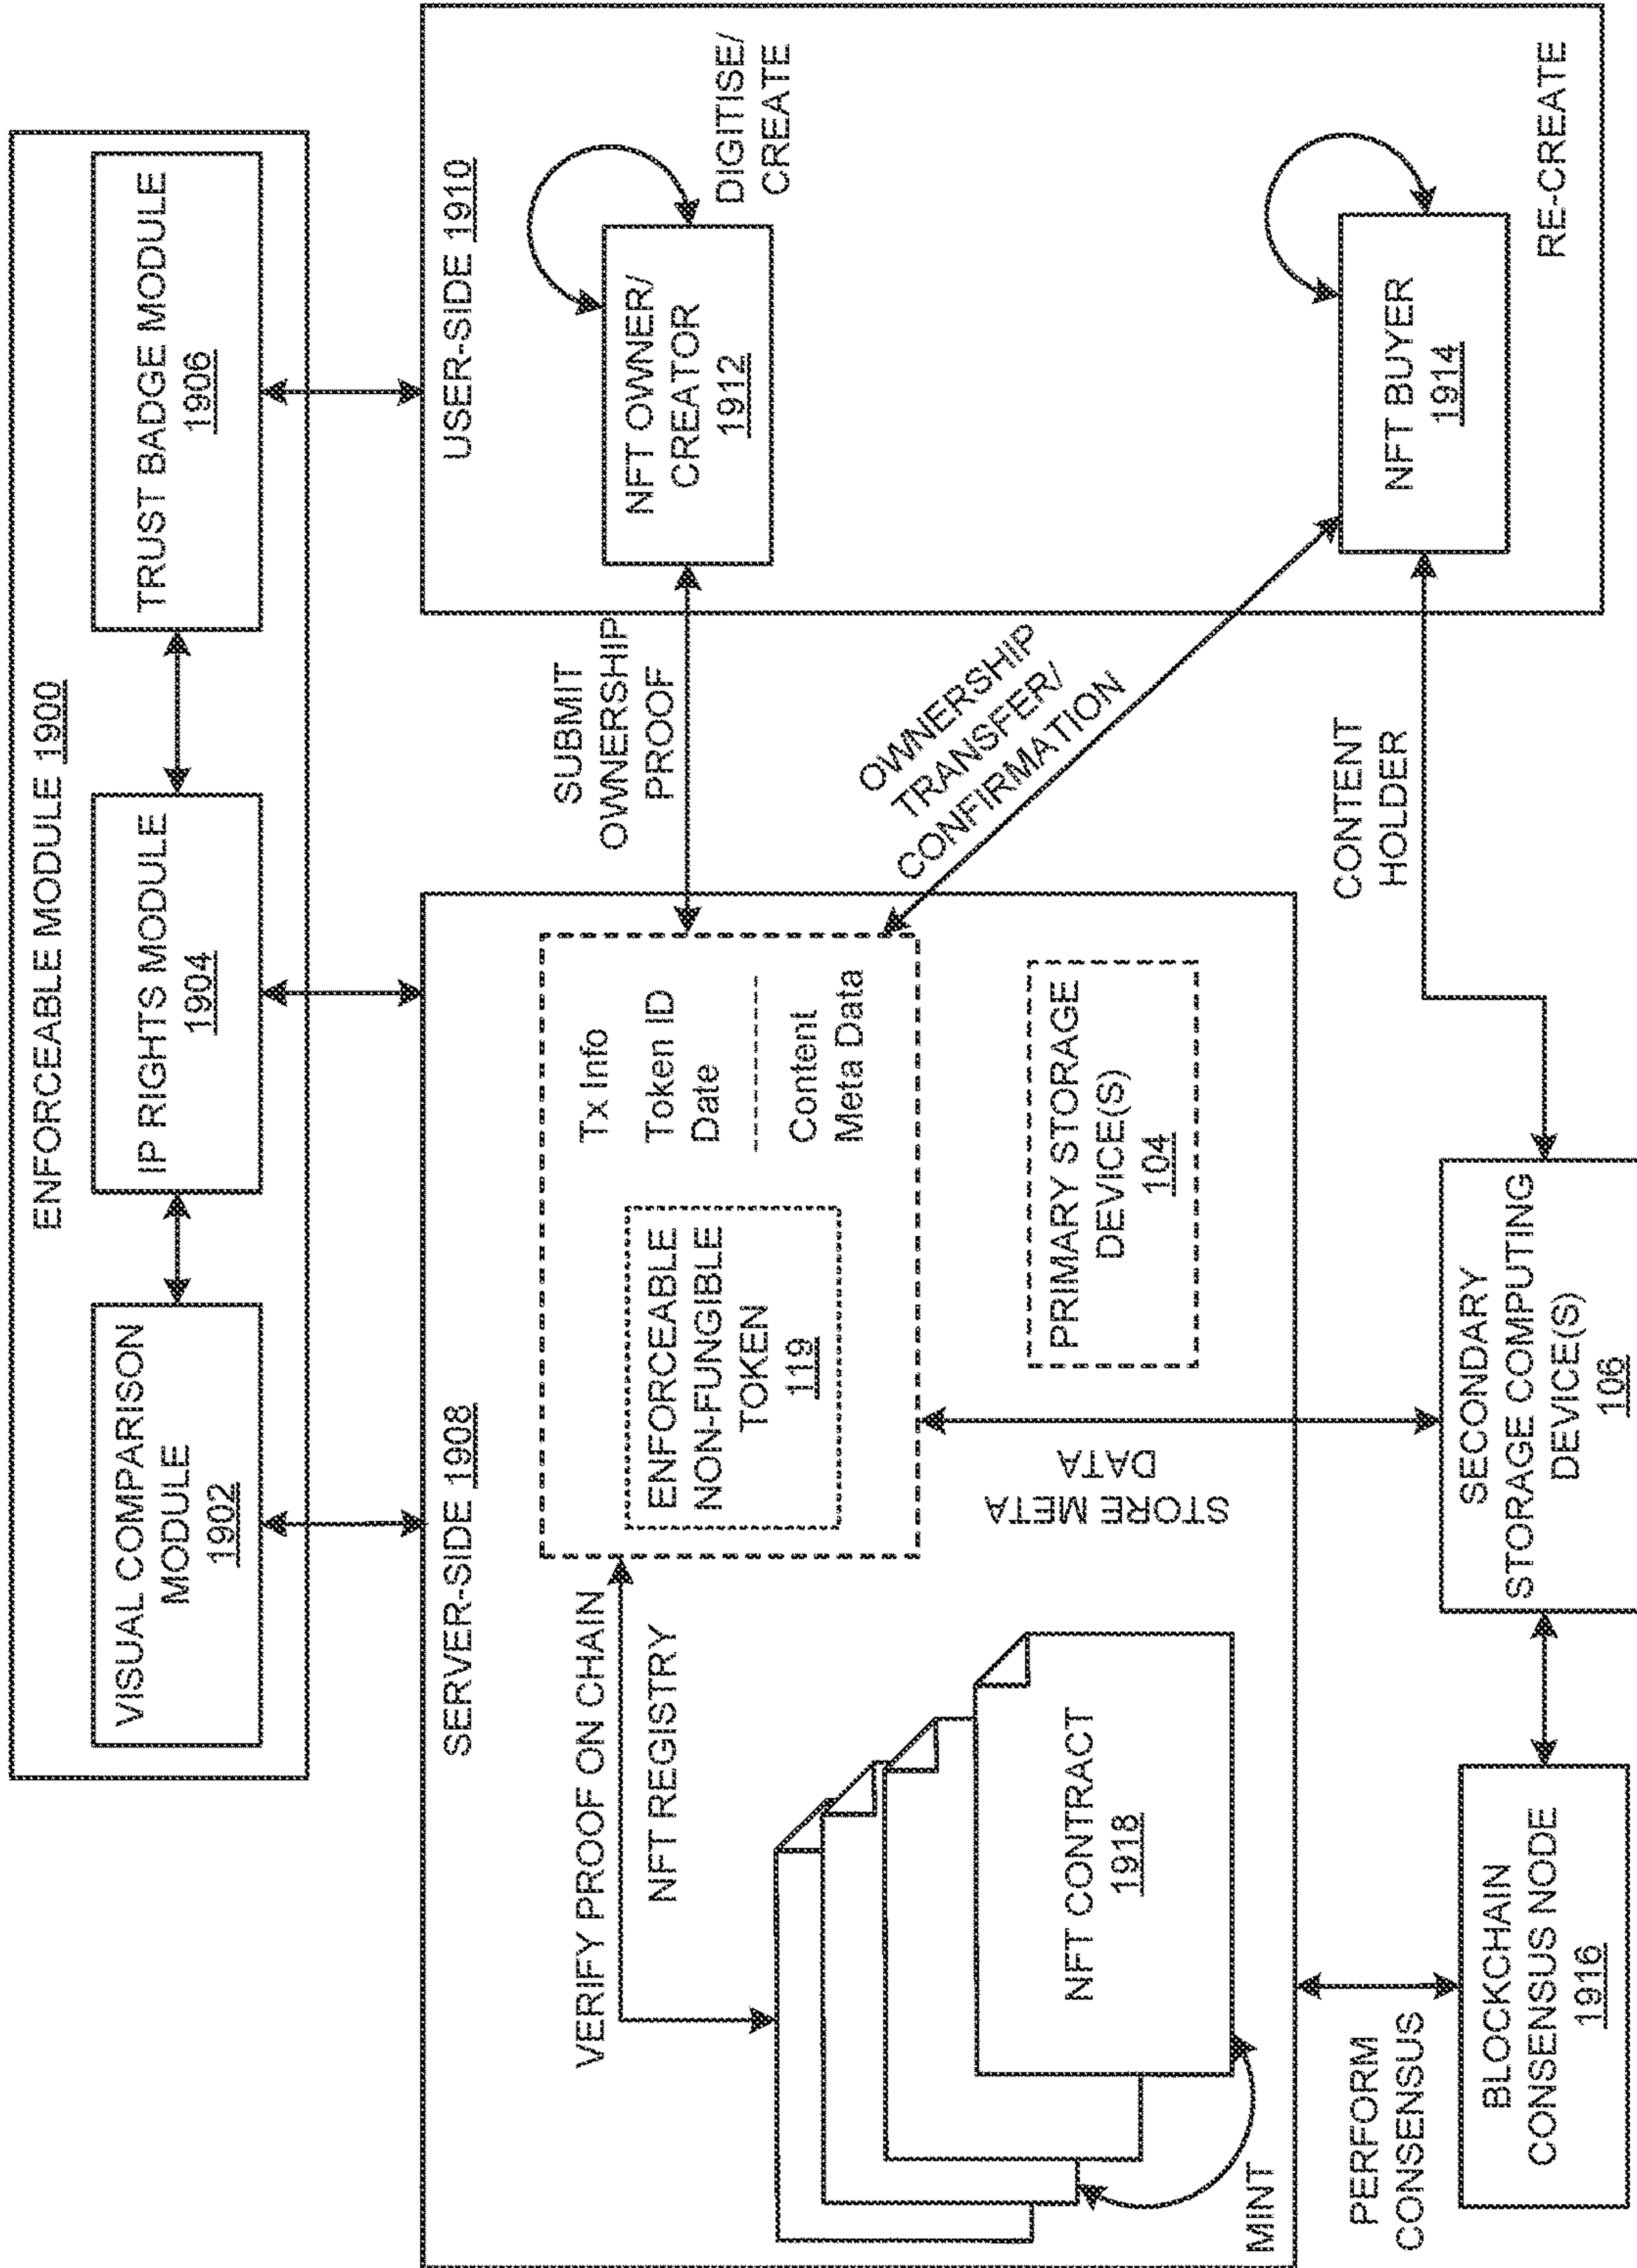 ENFORCEABLE MODULE 1900
VISUAL COMPARISON
MODULE
1902
IP RIGHTS MODULE
1904
TRUST BADGE MODULE
1906
SERVER-SIDE 1908
VERIFY PROOF ON CHAIN
NFT REGISTRY
NFT CONTRACT
1918
MINT
ENFORCEABLE
NON-FUNGIBLE
TOKEN
119
Tx Info
Token ID
Date
Content
Meta Data
STORE META
DATA
PRIMARY STORAGE
DEVICE(S)
104
SUBMIT
OWNERSHIP
PROOF
OWNERSHIP
TRANSFER/
CONFIRMATION
CONTENT
HOLDER
USER-SIDE 1910
NFT OWNER/
CREATOR
1912
DIGITISE/
CREATE
NFT BUYER
1914
RE-CREATE
PERFORM
CONSENSUS
BLOCKCHAIN
CONSENSUS NODE
1916
SECONDARY
STORAGE COMPUTING
DEVICE(S)
106